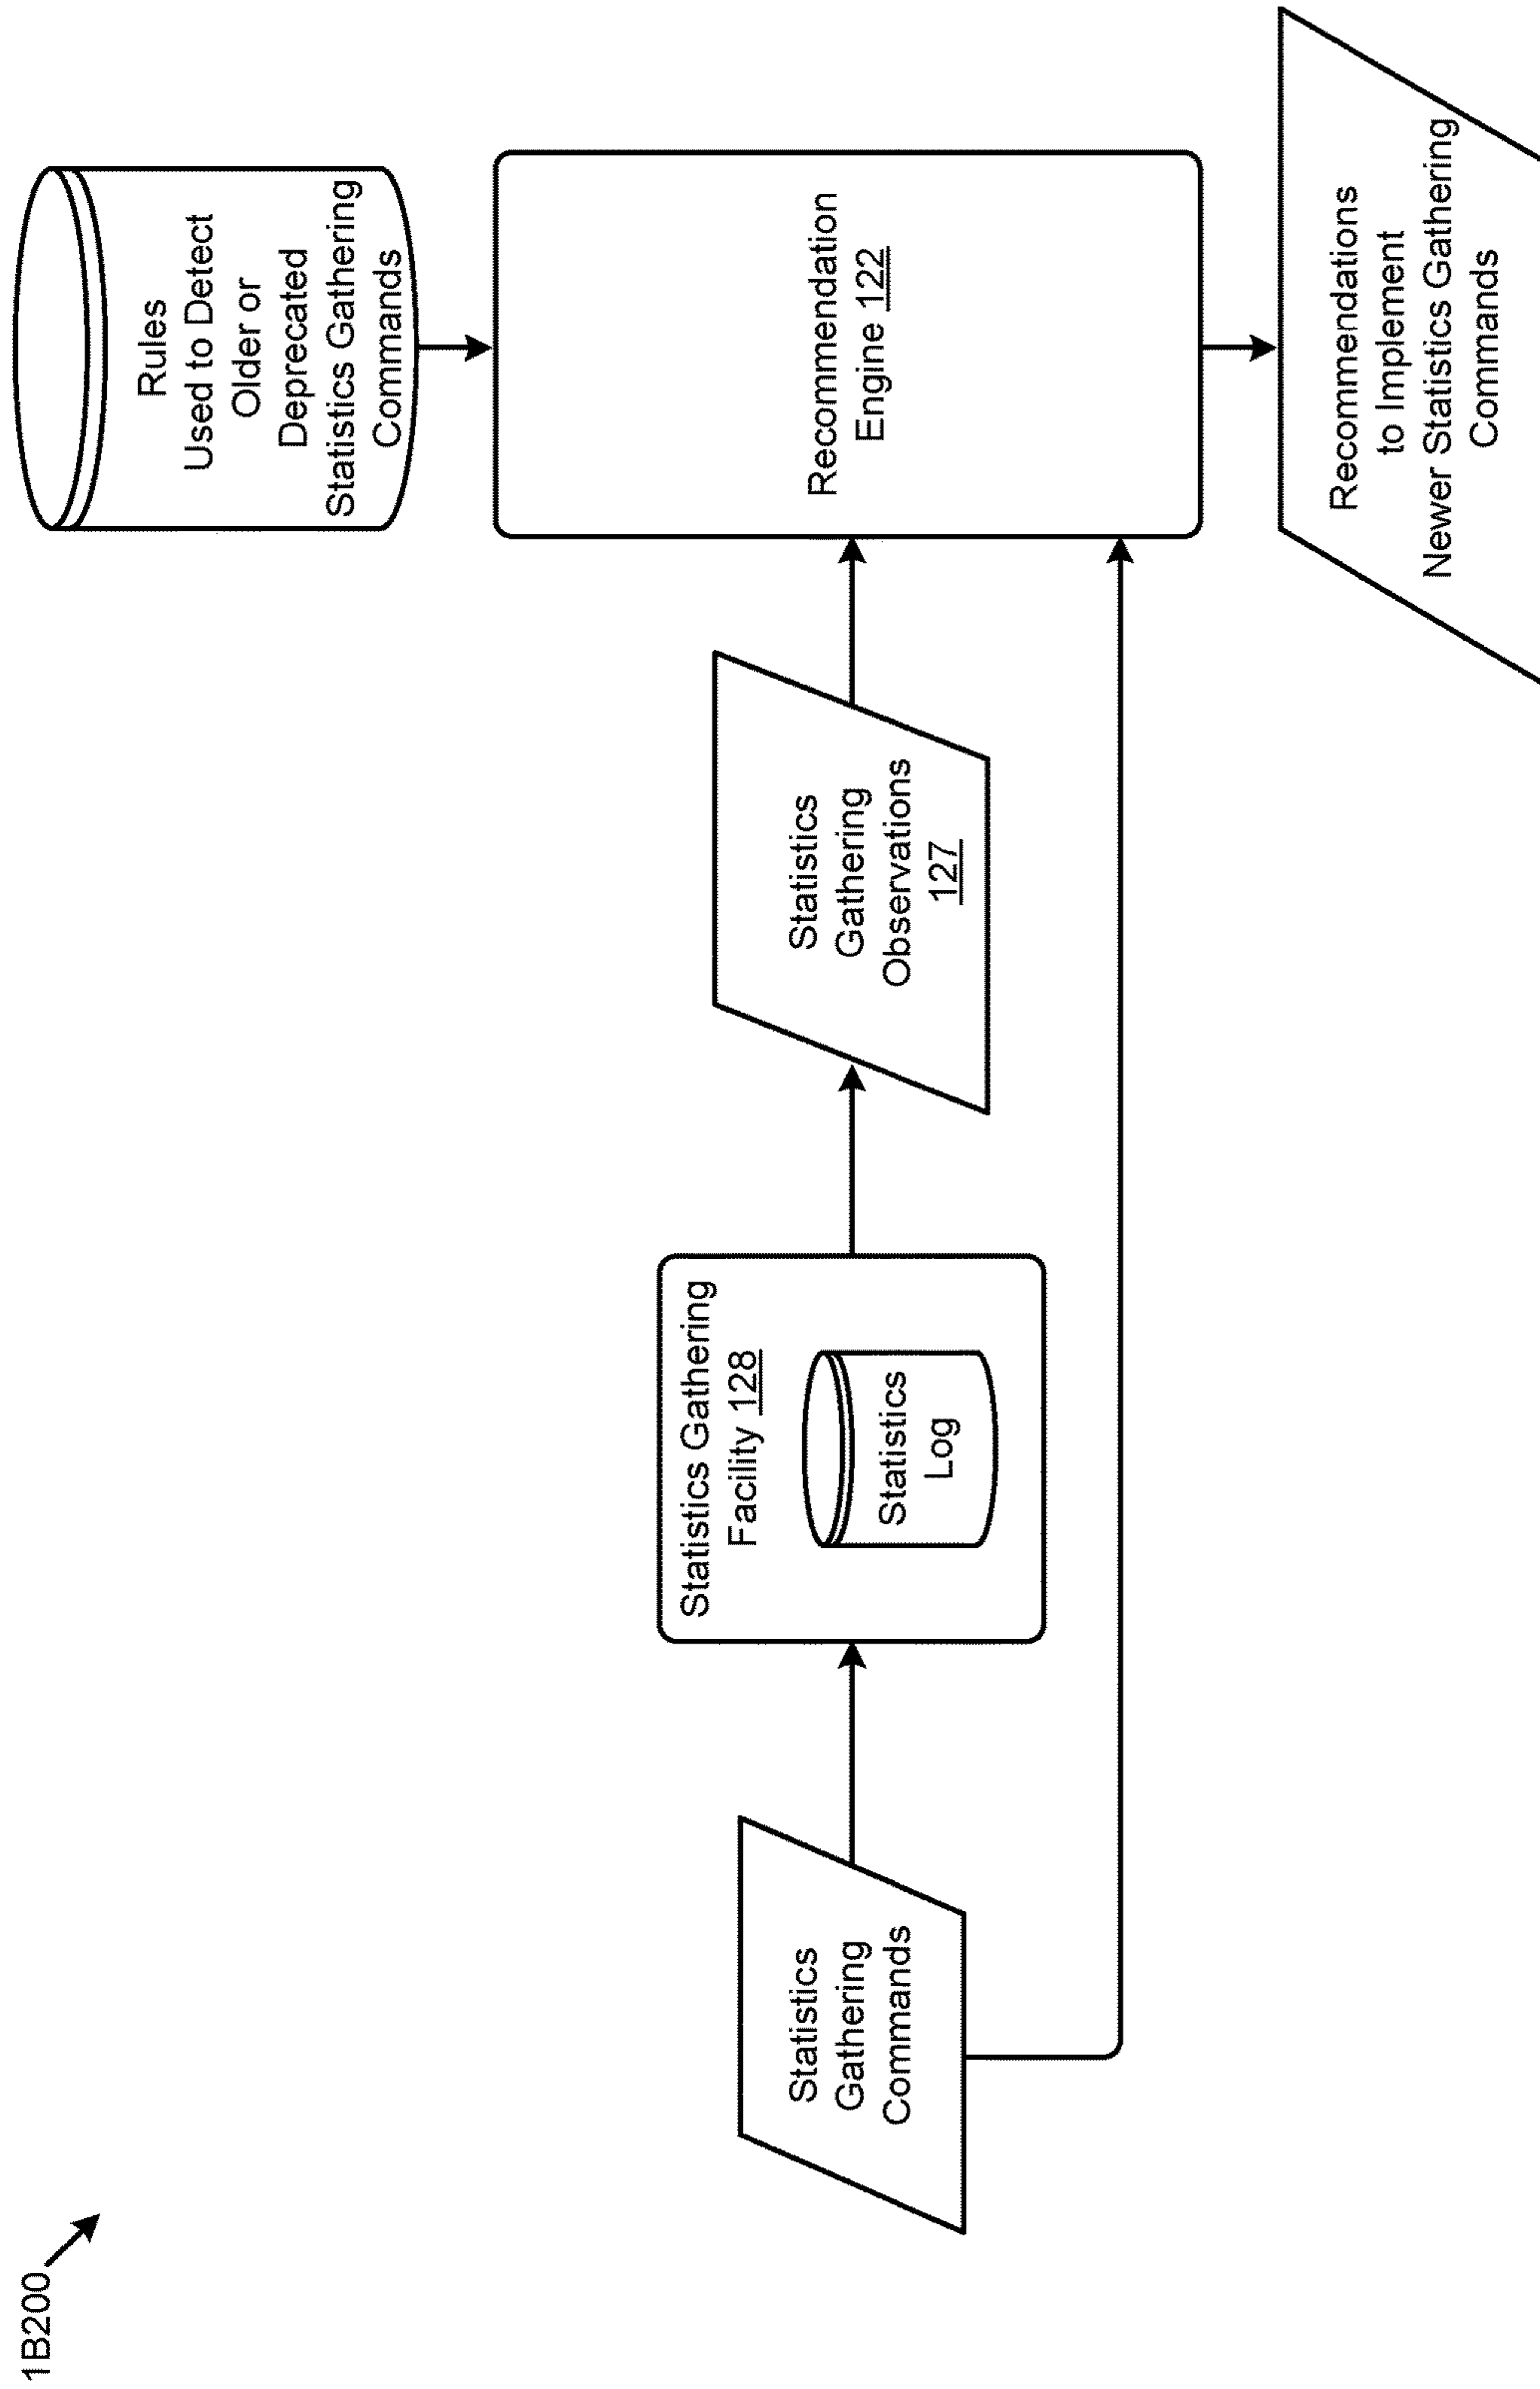 1B200
Statistics
Gathering
Commands
Statistics Gathering
Facility 128
Statistics
Log
Statistics
Gathering
Observations
127
Rules
Used to Detect
Older or
Deprecated
Statistics Gathering
Commands
Recommendation
Engine 122
Recommendations
to Implement
Newer Statistics Gathering
Commands